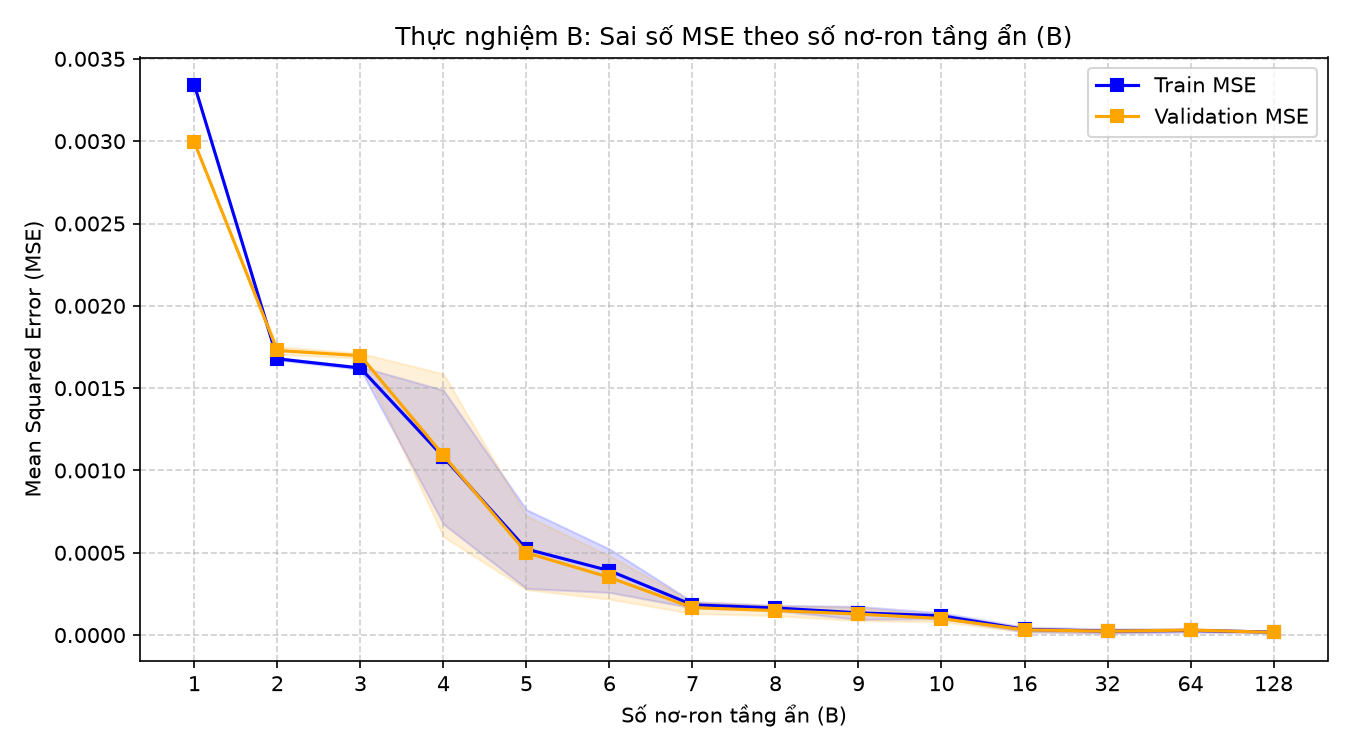 Thực nghiệm B: Sai số MSE theo số nơ-ron tầng ẩn (B)
Train MSE
Validation MSE
Mean Squared Error (MSE)
0.0035
0.0030
0.0025
0.0020
0.0015
0.0010
0.0005
0.0000
1 2 3 4 5 6 7 8 9 10 16 32 64 128
Số nơ-ron tầng ẩn (B)